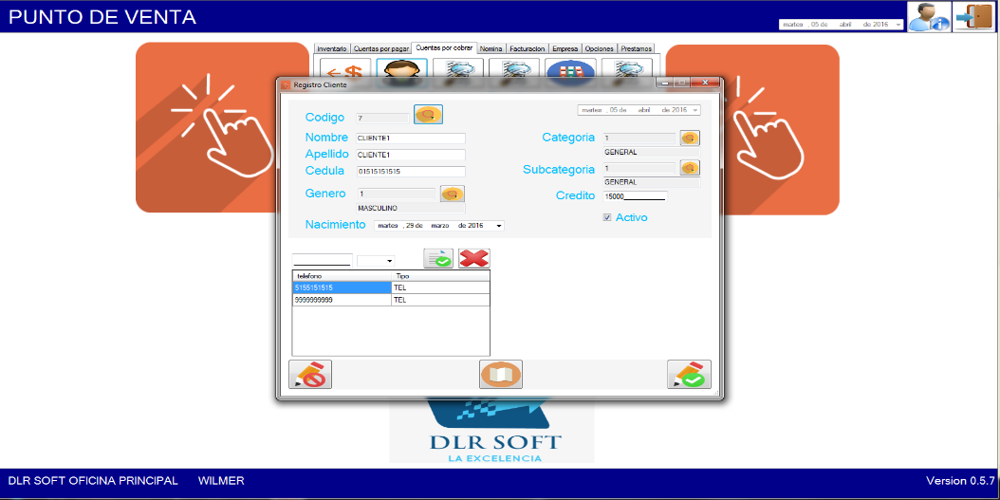 PUNTO DE VENTA
martes , 05 de abril de 2016
Inventario Cuentas por pagar Cuentas por cobrar Nomina Facturacion Empresa Opciones Prestamos
Registro Cliente
martes , 05 de abril de 2016
Codigo 7
Nombre CLIENTE1
Categoria 1
GENERAL
Apellido CLIENTE1
Cedula 01515151515
Subcategoria 1
GENERAL
Genero 1
MASCULINO
Credito 15000
Activo
Nacimiento martes , 29 de marzo de 2016
telefono Tipo
5155151515 TEL
9999999999 TEL
DLR SOFT
LA EXCELENCIA
DLR SOFT OFICINA PRINCIPAL WILMER Version 0.5.7